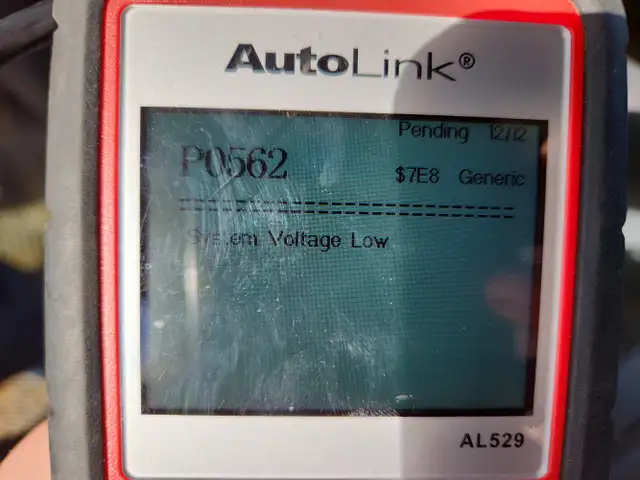 AutoLink®
Pending 12/12
P0562 $7E8 Generic
System Voltage Low
AL529